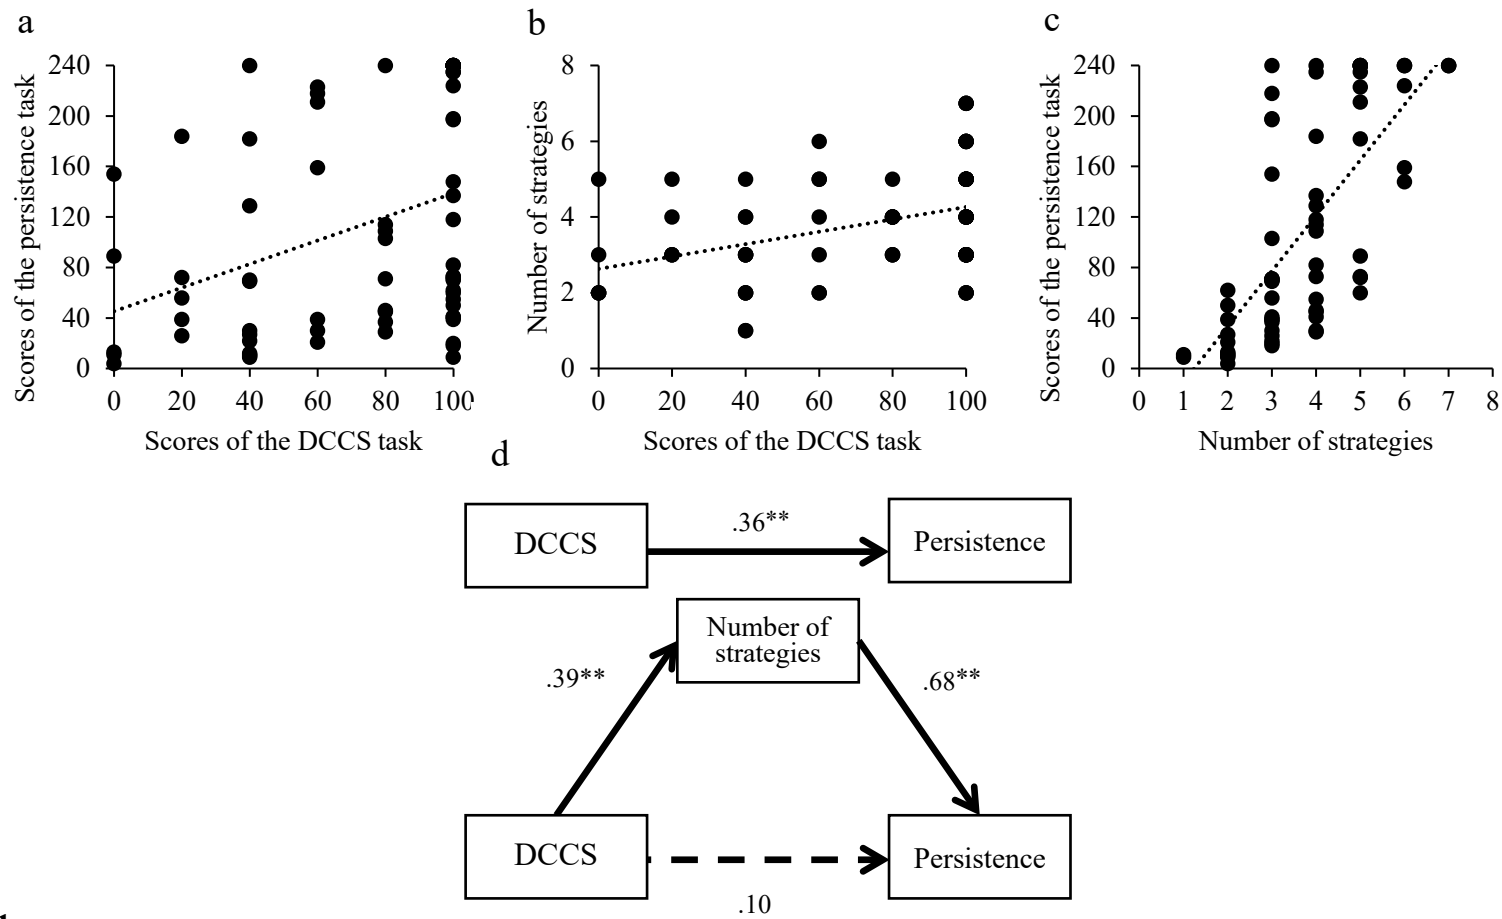 a
Scores of the persistence task
240
200
160
120
80
40
0
0 20 40 60 80 100
Scores of the DCCS task
b
Number of strategies
8
6
4
2
0
0 20 40 60 80 100
Scores of the DCCS task
c
Scores of the persistence task
240
200
160
120
80
40
0
0 1 2 3 4 5 6 7 8
Number of strategies
d
DCCS
.36**
Persistence
Number of
strategies
.39**
.68**
DCCS
Persistence
.10